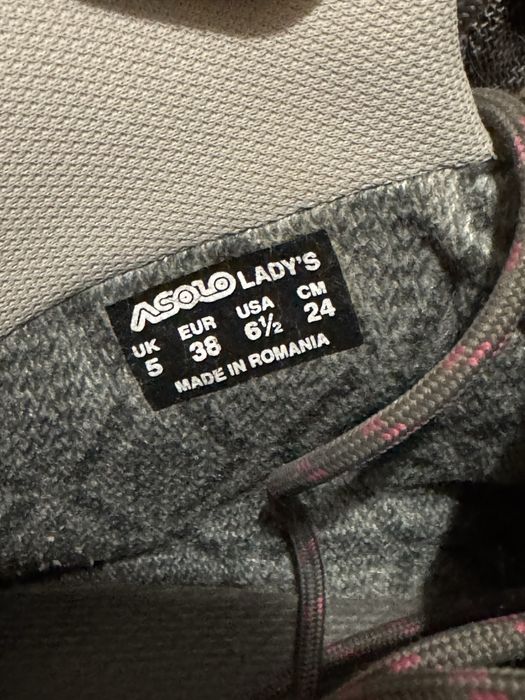 ASOLO LADY'S
UK EUR USA CM
5 38 6½ 24
MADE IN ROMANIA